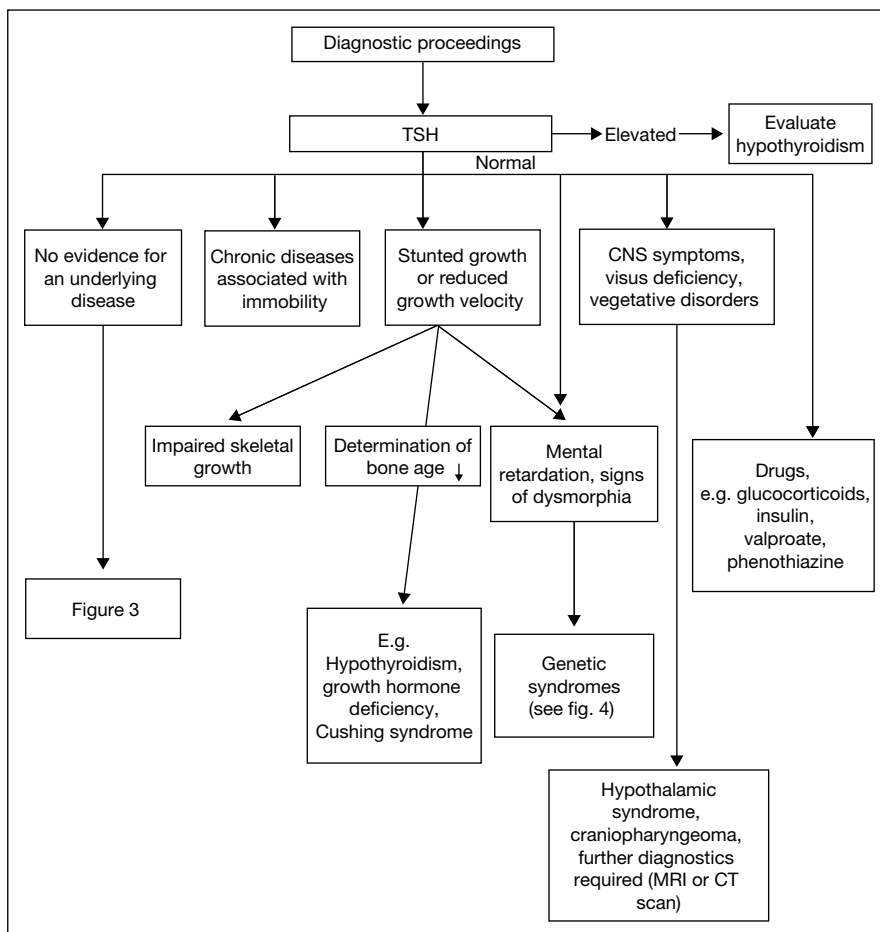 Diagnostic proceedings
TSH
Elevated
Evaluate
hypothyroidism
Normal
No evidence for
an underlying
disease
Chronic diseases
associated with
immobility
Stunted growth
or reduced
growth velocity
CNS symptoms,
visus deficiency,
vegetative disorders
Impaired skeletal
growth
Determination of
bone age ↓
Mental
retardation, signs
of dysmorphia
Drugs,
e.g. glucocorticoids,
insulin,
valproate,
phenothiazine
Figure 3
E.g.
Hypothyroidism,
growth hormone
deficiency,
Cushing syndrome
Genetic
syndromes
(see fig. 4)
Hypothalamic
syndrome,
craniopharyngeoma,
further diagnostics
required (MRI or CT
scan)